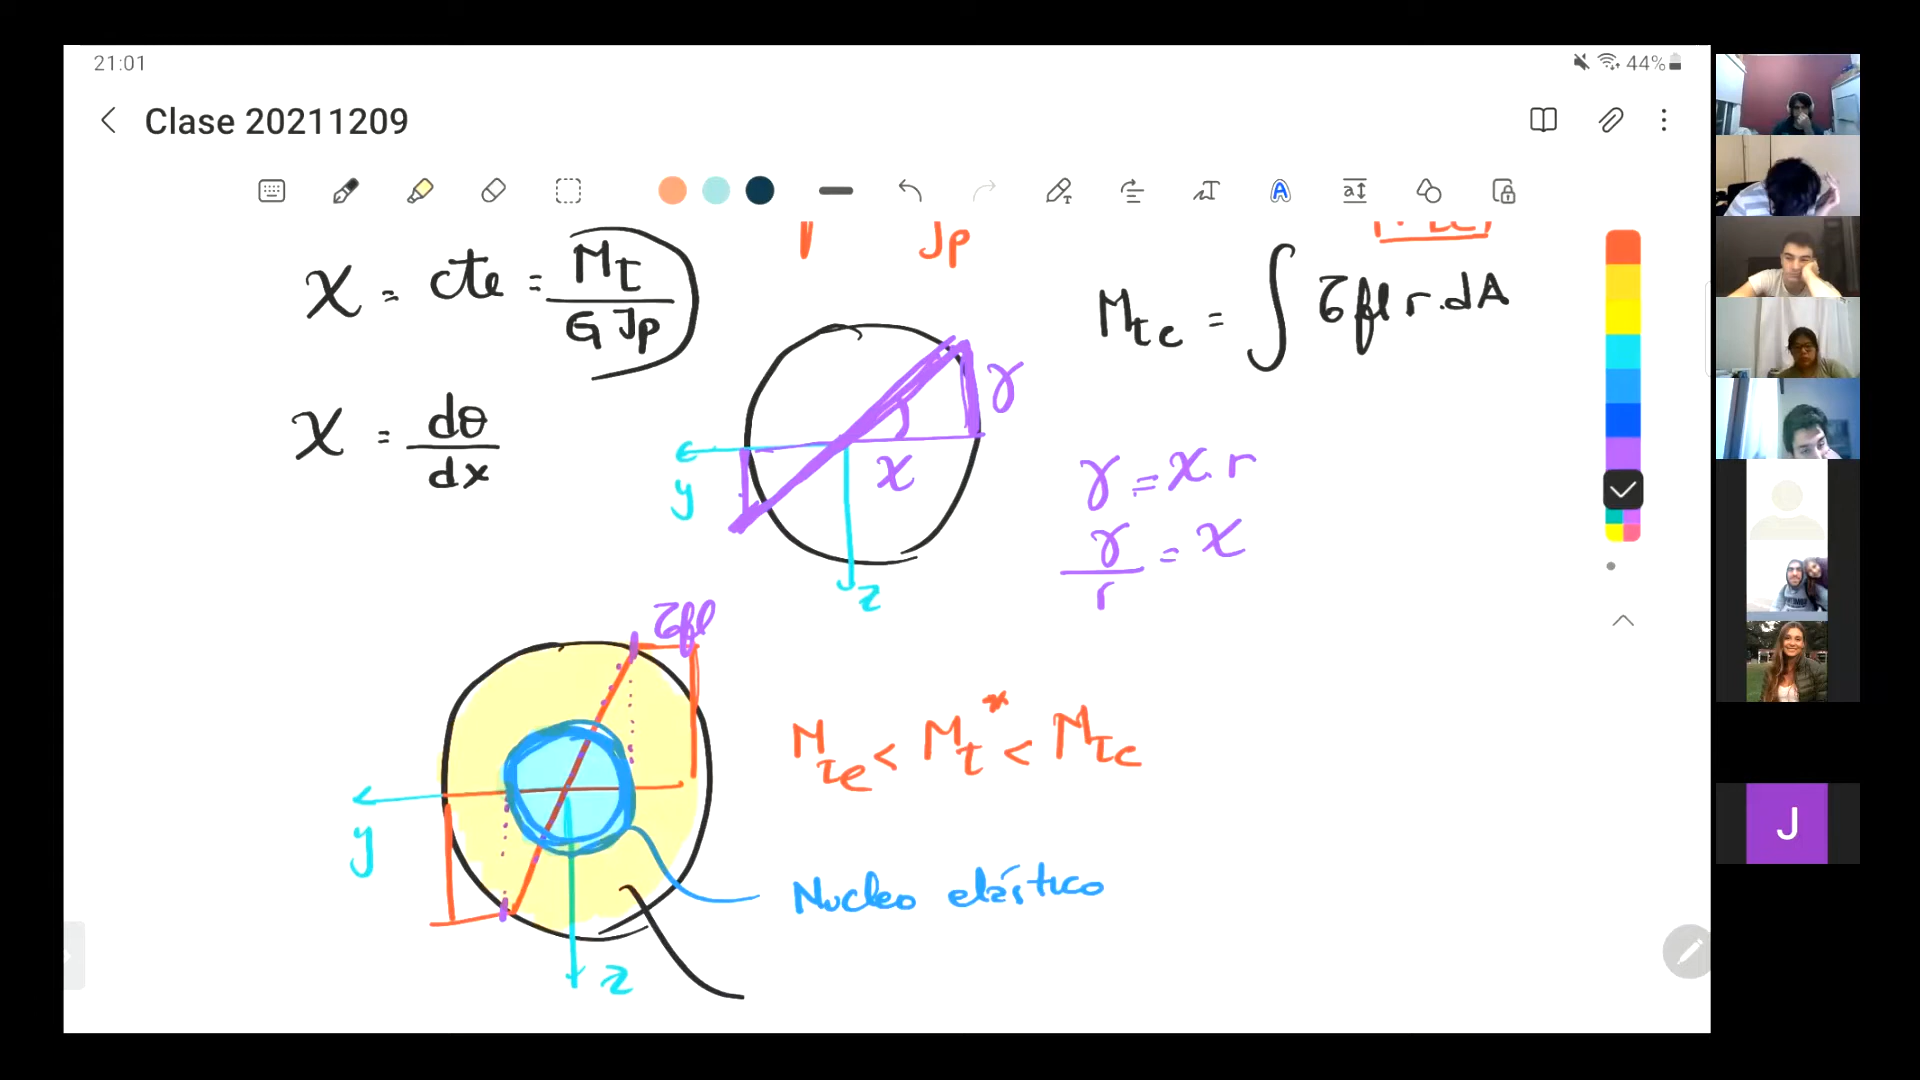 21:01
44%
Clase 20211209
Jp
χ = cte = Mt / G Jp
Mtc = ∫ τfl r . dA
γ
χ = dθ / dx
χ
y
z
γ = χ . r
γ / r = χ
τfl
Mte < Mt* < Mtc
y
Nucleo elástico
z
J